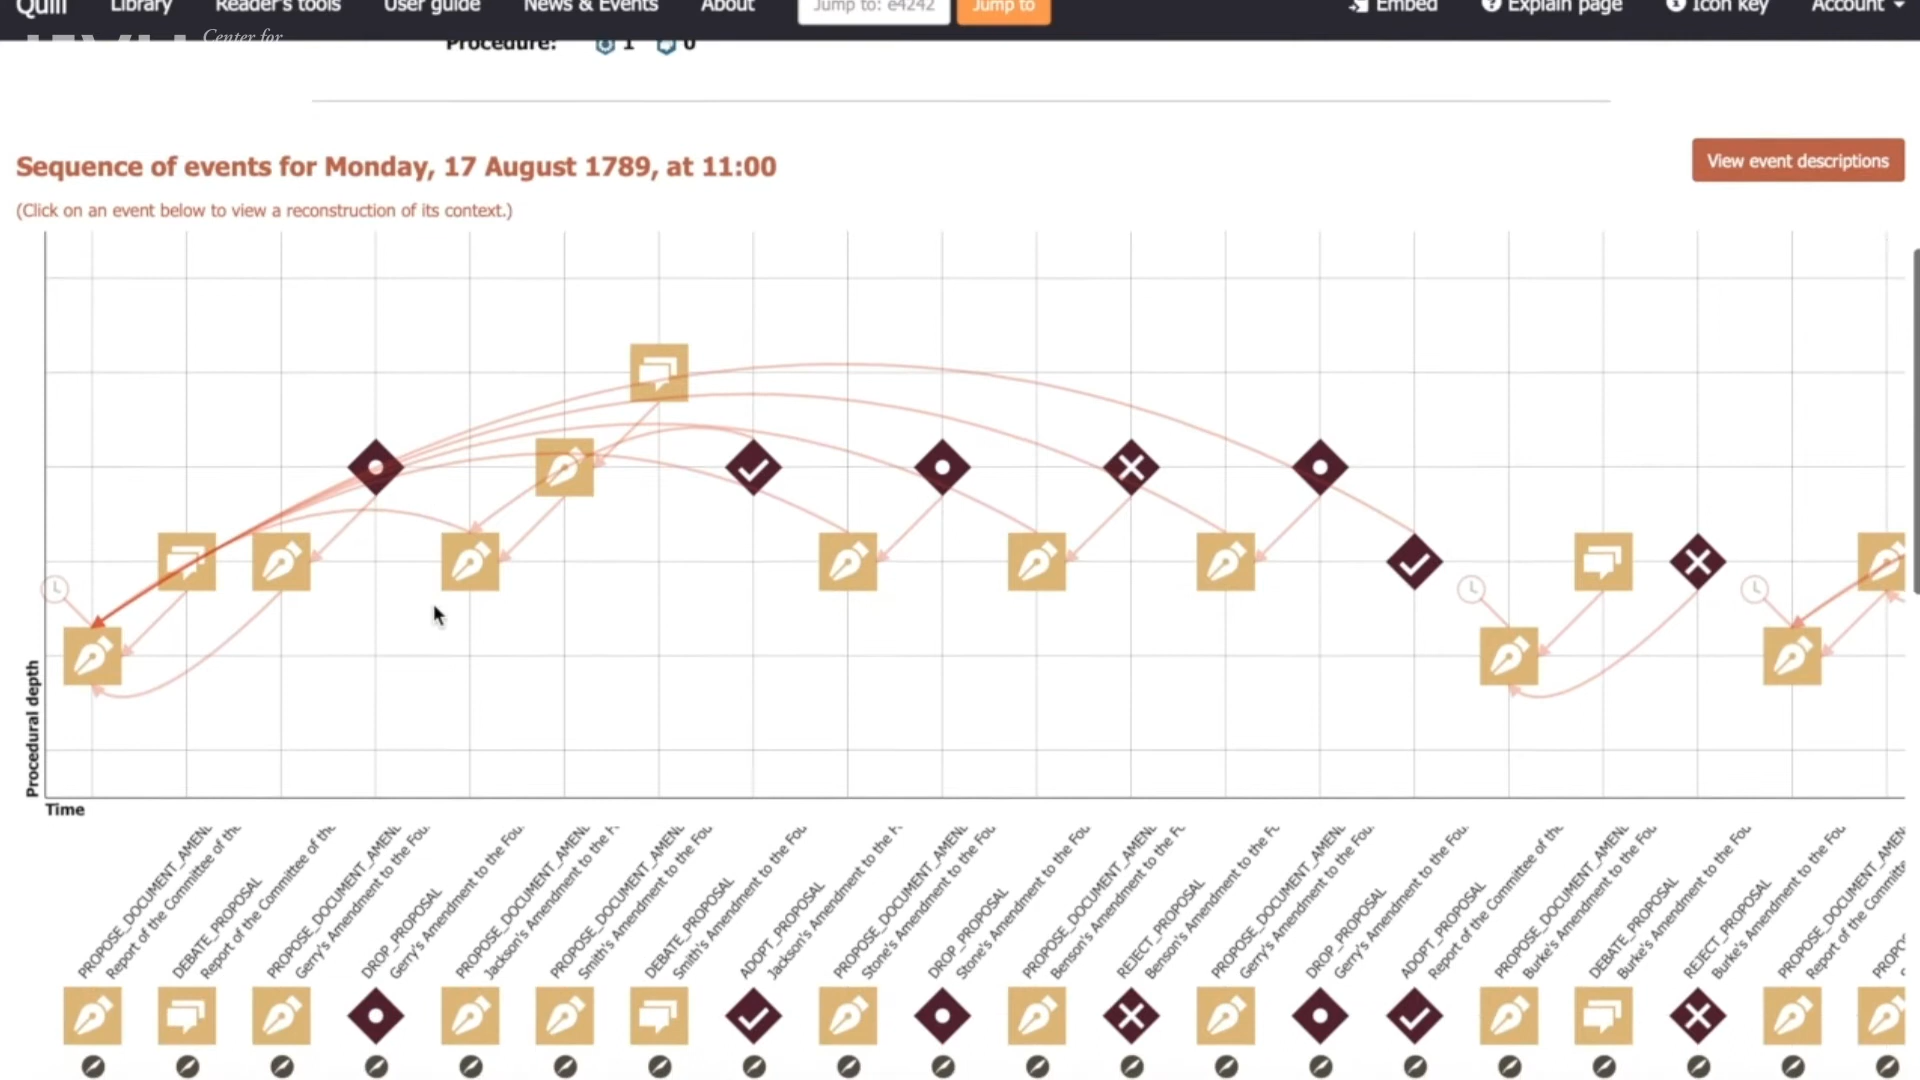 Quill Library Reader's tools User guide News & Events About Jump to: e4242 Jump to Embed Explain page Icon key Account
Center for
Procedure: 1 0
Sequence of events for Monday, 17 August 1789, at 11:00
View event descriptions
(Click on an event below to view a reconstruction of its context.)
Procedural depth
Time
PROPOSE_DOCUMENT_AMEN
Report of the Committee of the
DEBATE_PROPOSAL
Report of the Committee of the
PROPOSE_DOCUMENT_AMEN
Gerry's Amendment to the Fou
DROP_PROPOSAL
Gerry's Amendment to the Fou
PROPOSE_DOCUMENT_AMEN
Jackson's Amendment to the F
PROPOSE_DOCUMENT_AMEN
Smith's Amendment to the Fou
DEBATE_PROPOSAL
Smith's Amendment to the Fou
ADOPT_PROPOSAL
Jackson's Amendment to the F
PROPOSE_DOCUMENT_AMEN
Stone's Amendment to the Fou
DROP_PROPOSAL
Stone's Amendment to the Fou
PROPOSE_DOCUMENT_AMEN
Benson's Amendment to the F
REJECT_PROPOSAL
Benson's Amendment to the F
PROPOSE_DOCUMENT_AMEN
Gerry's Amendment to the Fou
DROP_PROPOSAL
Gerry's Amendment to the Fou
ADOPT_PROPOSAL
Report of the Committee of the
PROPOSE_DOCUMENT_AMEN
Burke's Amendment to the Fou
DEBATE_PROPOSAL
Burke's Amendment to the Fou
REJECT_PROPOSAL
Burke's Amendment to the Fou
PROPOSE_DOCUMENT_AMEN
Report of the Committe
PROPO